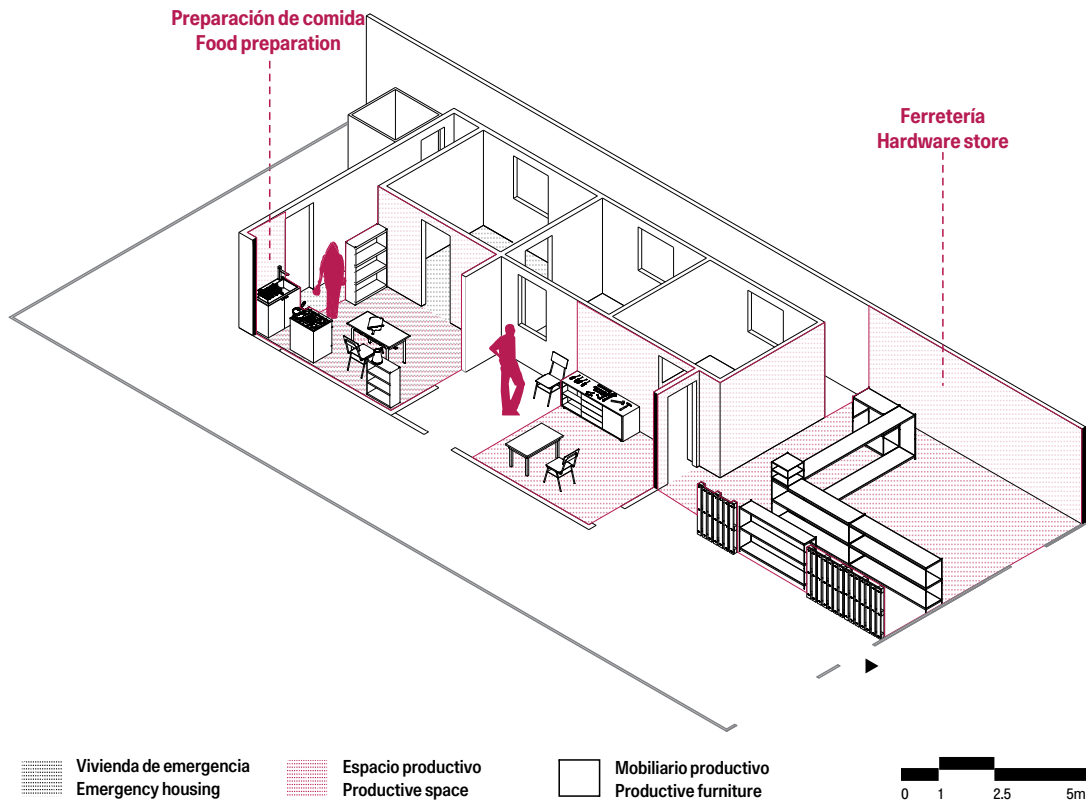 Preparación de comida
Food preparation
Ferretería
Hardware store
Vivienda de emergencia
Emergency housing
Espacio productivo
Productive space
Mobiliario productivo
Productive furniture
0 1 2.5 5m